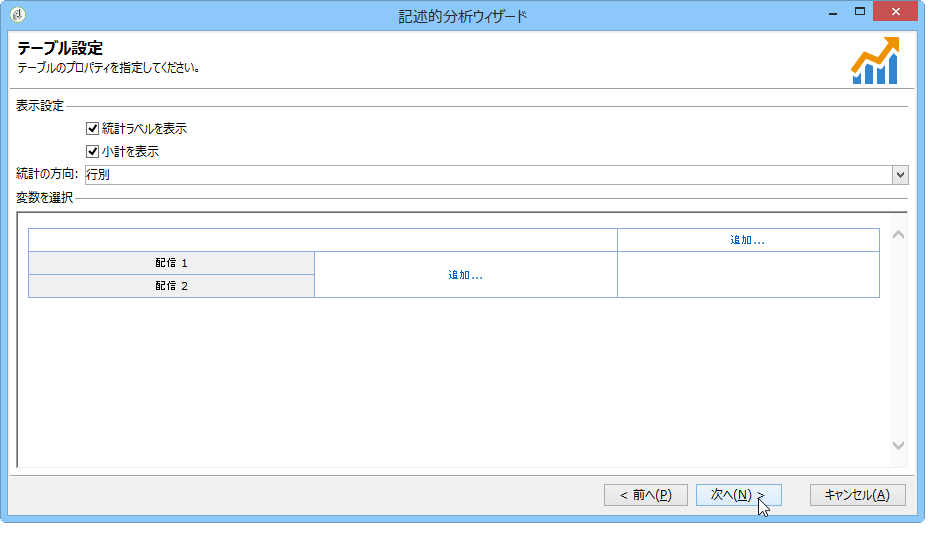 記述的分析ウィザード
テーブル設定
テーブルのプロパティを指定してください。
表示設定
統計ラベルを表示
小計を表示
統計の方向: 行別
変数を選択
追加...
配信 1
追加...
配信 2
< 前へ(P)
次へ(N) >
キャンセル(A)